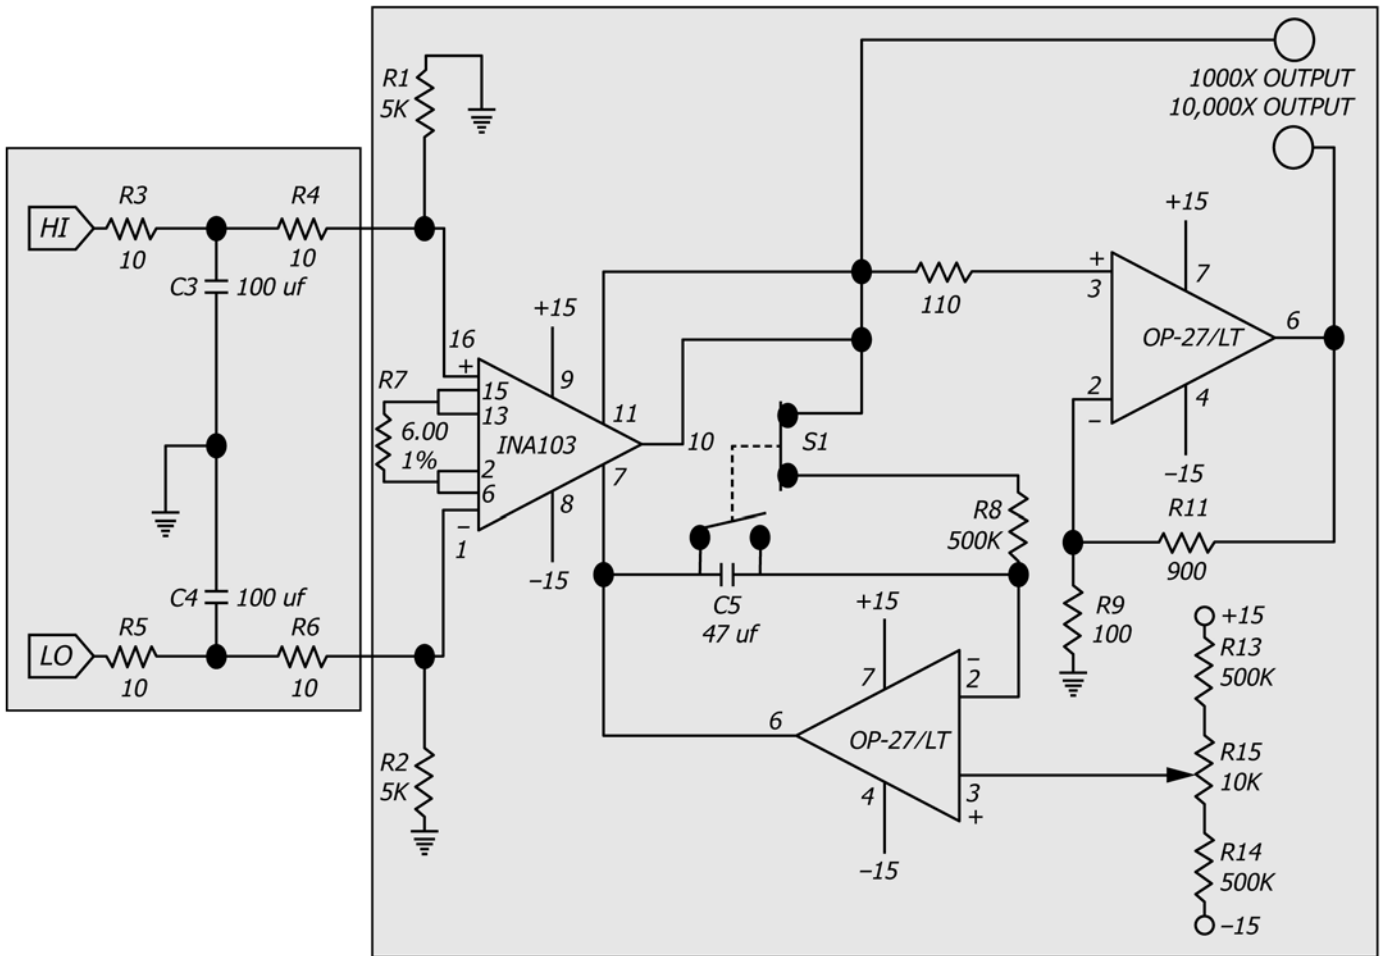 1000X OUTPUT
10,000X OUTPUT
R1
5K
HI
R3
10
R4
10
C3
100 uf
C4
100 uf
LO
R5
10
R6
10
R2
5K
R7
6.00
1%
16
+
15
13
2
6
–
1
INA103
+15
9
11
10
7
8
–15
110
S1
C5
47 uf
R8
500K
+
3
2
–
OP-27/LT
+15
7
6
4
–15
R11
900
R9
100
+15
7
–
2
6
OP-27/LT
4
3
+
–15
+15
R13
500K
R15
10K
R14
500K
–15